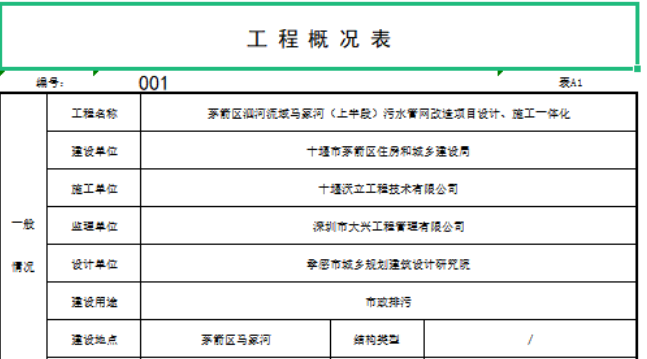 工程概况表
编号： 001 表A1
工程名称 茅箭区泗河流域马家河（上半段）污水管网改造项目设计、施工一体化
建设单位 十堰市茅箭区住房和城乡建设局
施工单位 十堰沃立工程技术有限公司
一般
监理单位 深圳市大兴工程管理有限公司
情况
设计单位 孝感市城乡规划建筑设计研究院
建设用途 市政排污
建设地点 茅箭区马家河 结构类型 /